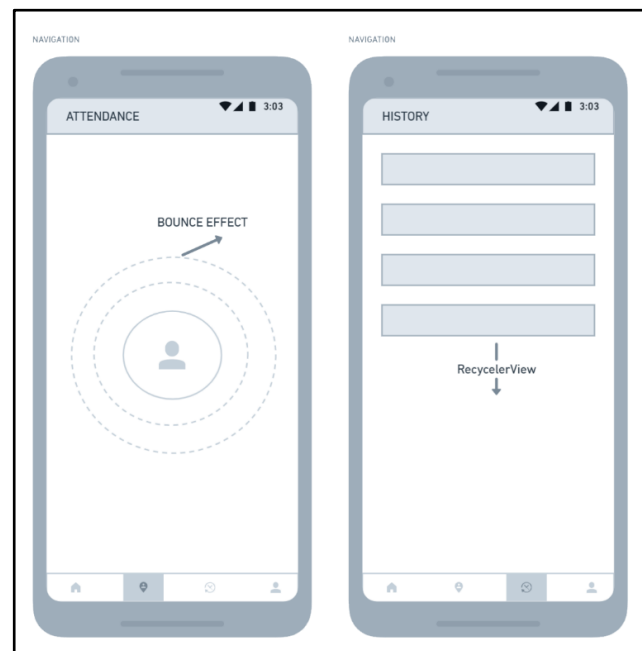 NAVIGATION
NAVIGATION
3:03
ATTENDANCE
3:03
HISTORY
BOUNCE EFFECT
RecycelerView